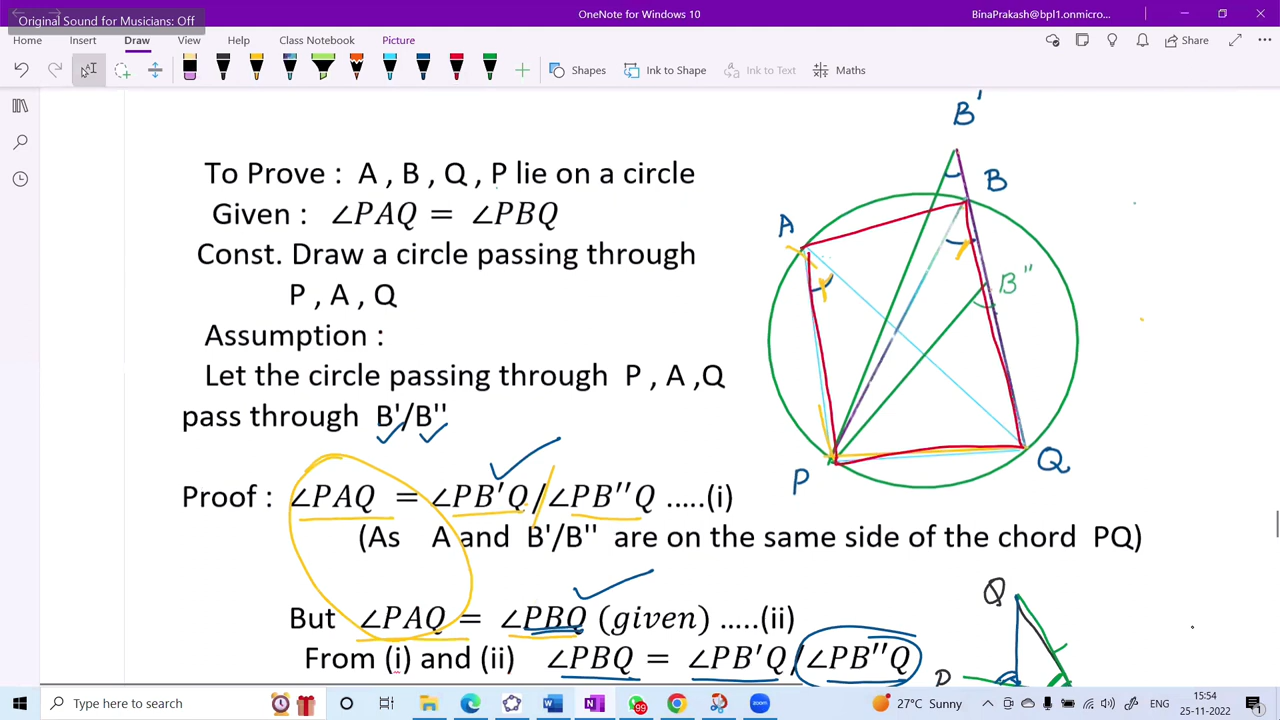 Original Sound for Musicians: Off
OneNote for Windows 10
BinaPrakash@bpl1.onmicro...
Home Insert Draw View Help Class Notebook Picture
Share
Shapes Ink to Shape Ink to Text Maths
B'
To Prove : A , B , Q , P lie on a circle
B
Given : ∠PAQ = ∠PBQ
A
Const. Draw a circle passing through
P , A , Q
B"
Assumption :
Let the circle passing through P , A ,Q
pass through B'/B''
Q
P
Proof : ∠PAQ = ∠PB′Q/∠PB′′Q .....(i)
(As A and B'/B'' are on the same side of the chord PQ)
Q
But ∠PAQ = ∠PBQ (given) .....(ii)
From (i) and (ii) ∠PBQ = ∠PB′Q/∠PB′′Q
Type here to search
99
27°C Sunny
15:54
25-11-2022
1